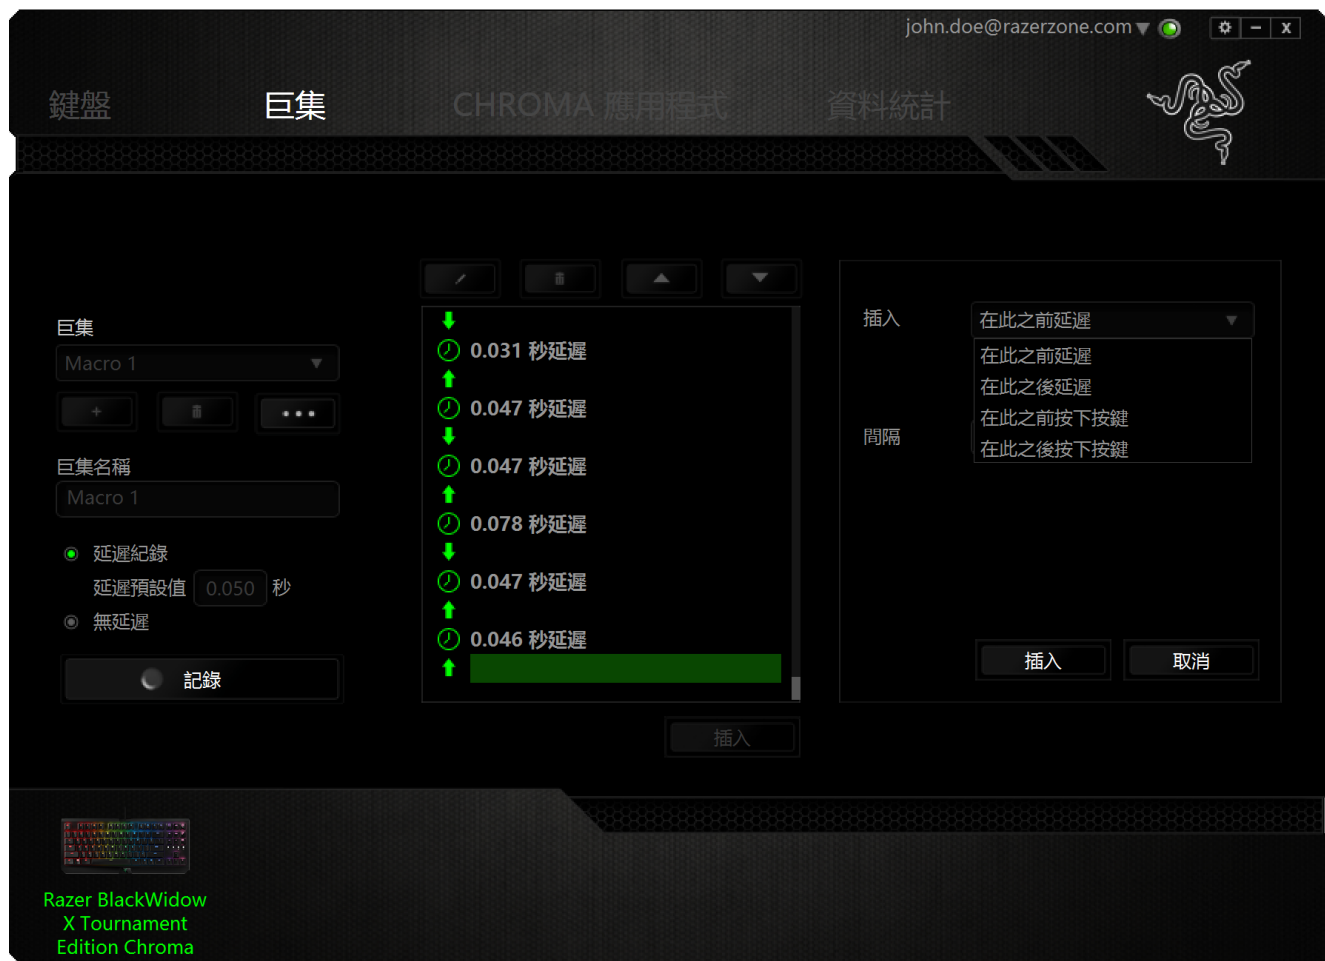 john.doe@razerzone.com
鍵盤
巨集
CHROMA 應用程式
資料統計
巨集
Macro 1
巨集名稱
Macro 1
延遲紀錄
延遲預設值 0.050 秒
無延遲
記錄
0.031 秒延遲
0.047 秒延遲
0.047 秒延遲
0.078 秒延遲
0.047 秒延遲
0.046 秒延遲
插入
插入
在此之前延遲
在此之前延遲
在此之後延遲
在此之前按下按鍵
在此之後按下按鍵
間隔
插入
取消
Razer BlackWidow
X Tournament
Edition Chroma